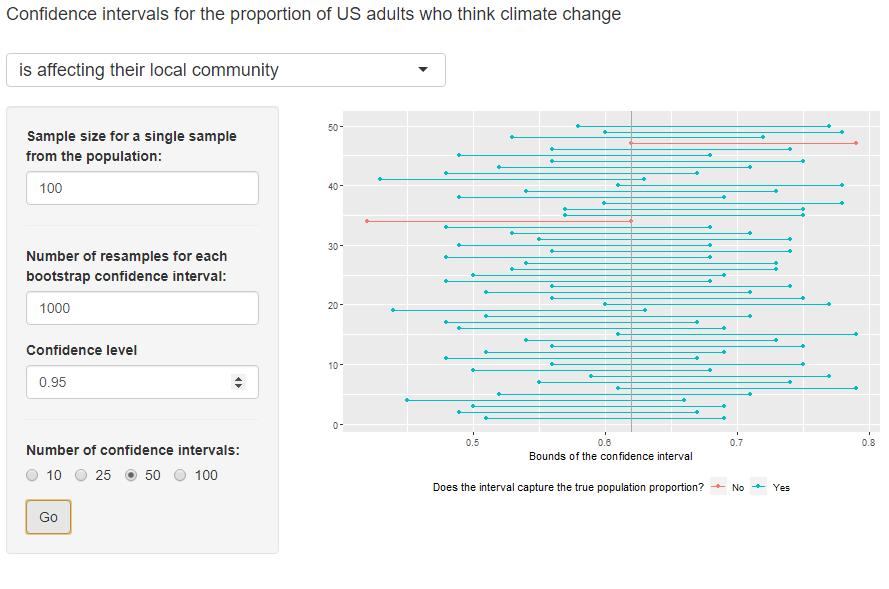 Confidence intervals for the proportion of US adults who think climate change
is affecting their local community
Sample size for a single sample
from the population:
100
Number of resamples for each
bootstrap confidence interval:
1000
Confidence level
0.95
Number of confidence intervals:
10 25 50 100
Go
50
40
30
20
10
0
0.5 0.6 0.7 0.8
Bounds of the confidence interval
Does the interval capture the true population proportion? No Yes